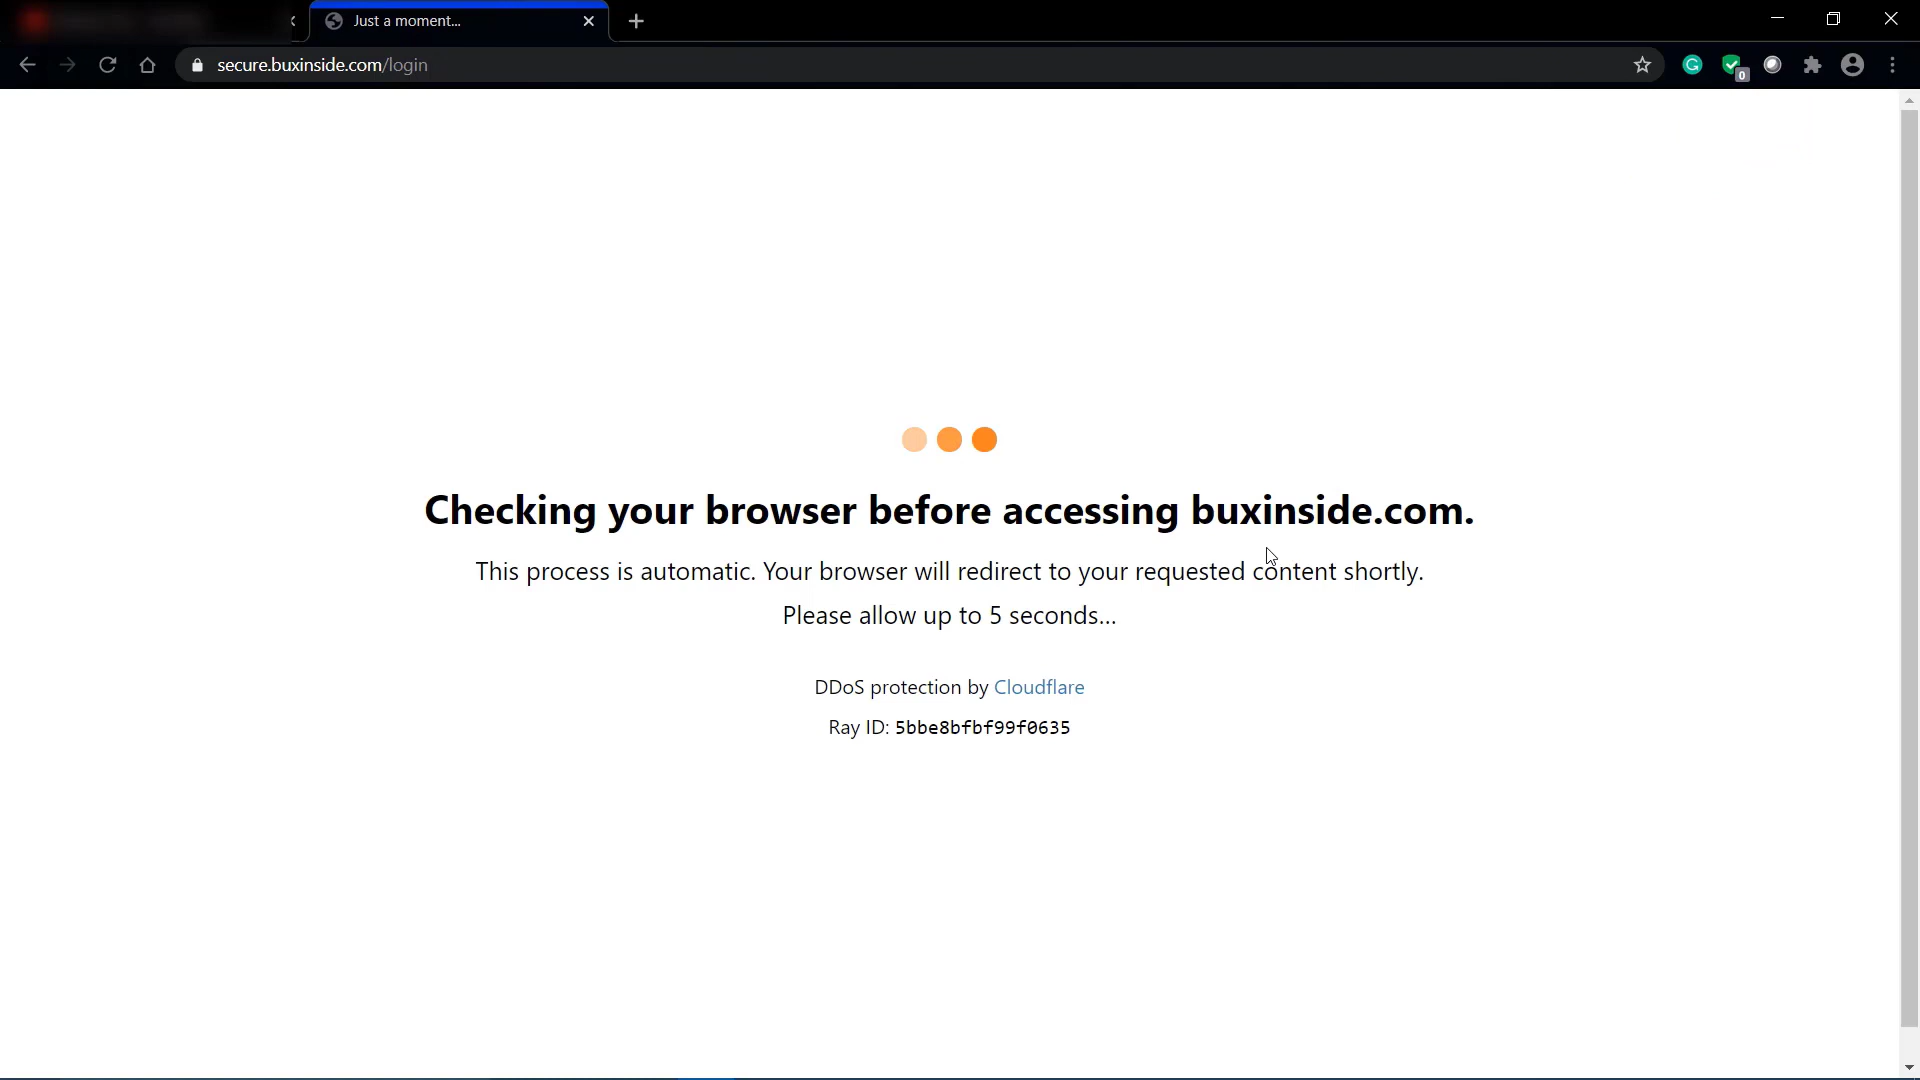 Just a moment...
secure.buxinside.com/login
0
Checking your browser before accessing buxinside.com.
This process is automatic. Your browser will redirect to your requested content shortly.
Please allow up to 5 seconds...
DDoS protection by Cloudflare
Ray ID: 5bbe8bfbf99f0635